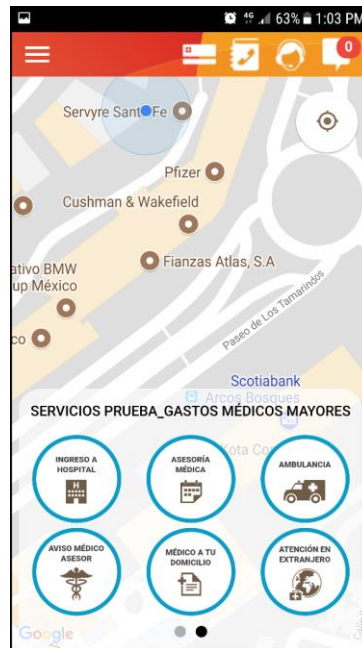 4G 63% 1:03 PM
0
Servyre Santa Fe
Pfizer
Cushman & Wakefield
ativo BMW
up México
Fianzas Atlas, S.A
co
Paseo de Los Tamarindos
Scotiabank
Arcos Bosques
SERVICIOS PRUEBA_GASTOS MÉDICOS MAYORES
INGRESO A
HOSPITAL
H
ASESORÍA
MÉDICA
AMBULANCIA
AVISO MÉDICO
ASESOR
MÉDICO A TU
DOMICILIO
ATENCIÓN EN
EXTRANJERO
Google